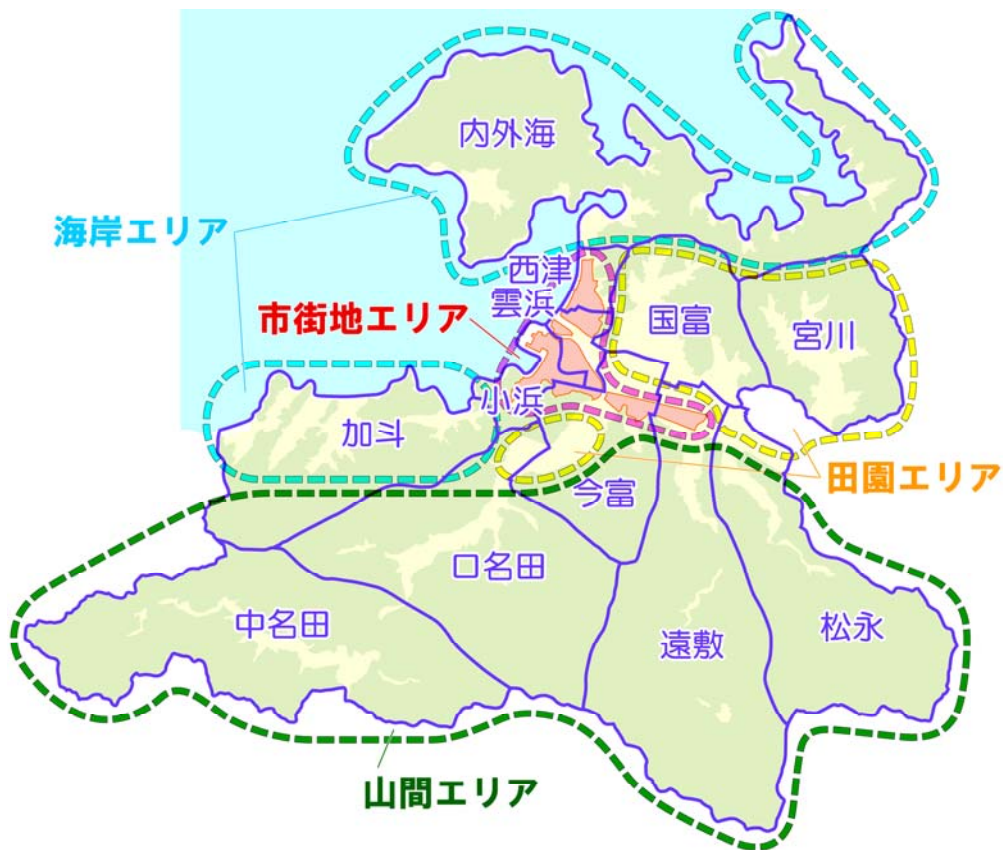 内外海
海岸エリア
西津
雲浜
市街地エリア
国富
宮川
小浜
加斗
田園エリア
今富
口名田
中名田
遠敷
松永
山間エリア